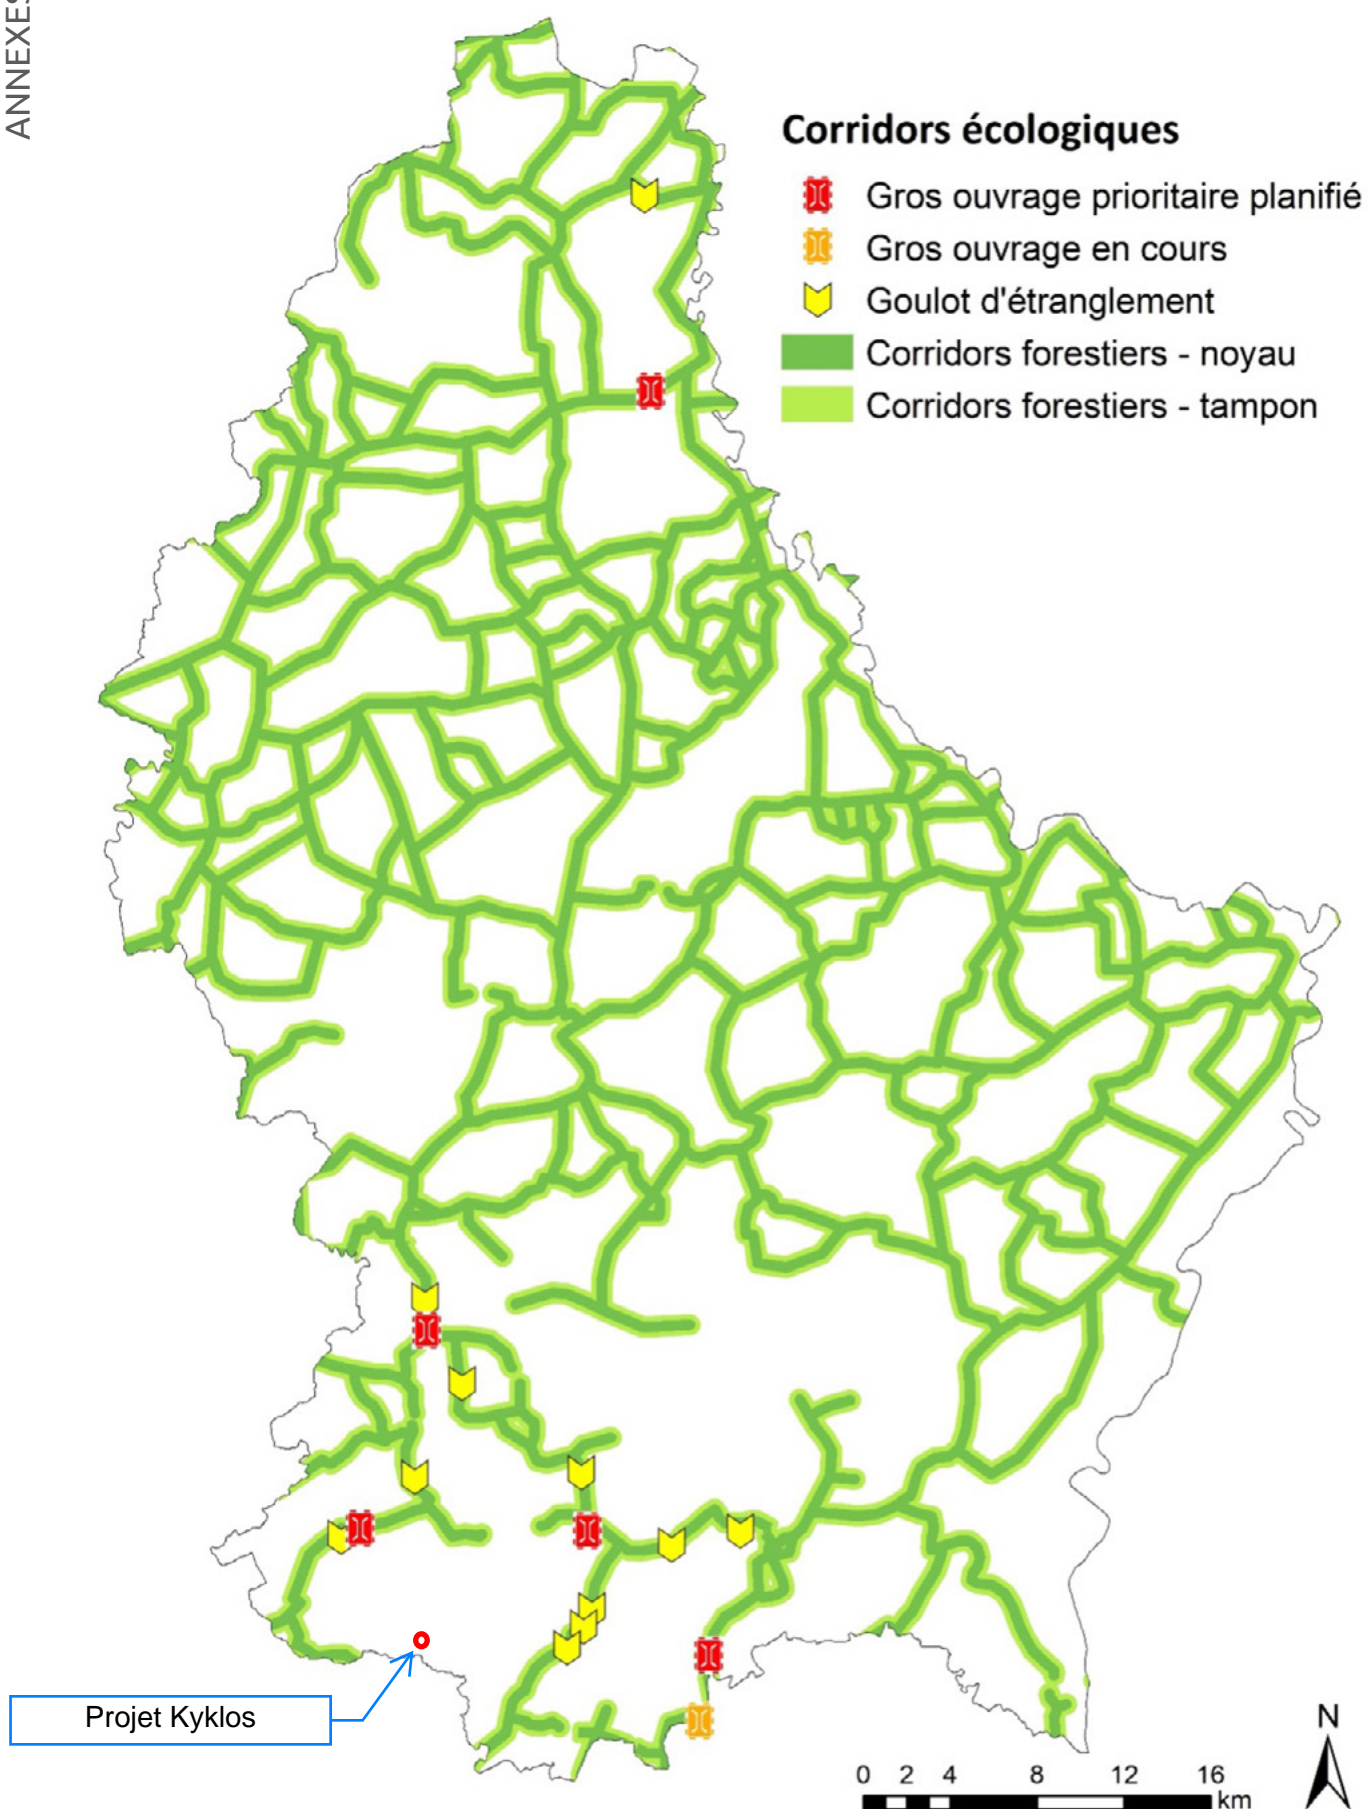 ANNEXES
Corridors écologiques
Gros ouvrage prioritaire planifié
Gros ouvrage en cours
Goulot d'étranglement
Corridors forestiers - noyau
Corridors forestiers - tampon
Projet Kyklos
N
0 2 4 8 12 16
km